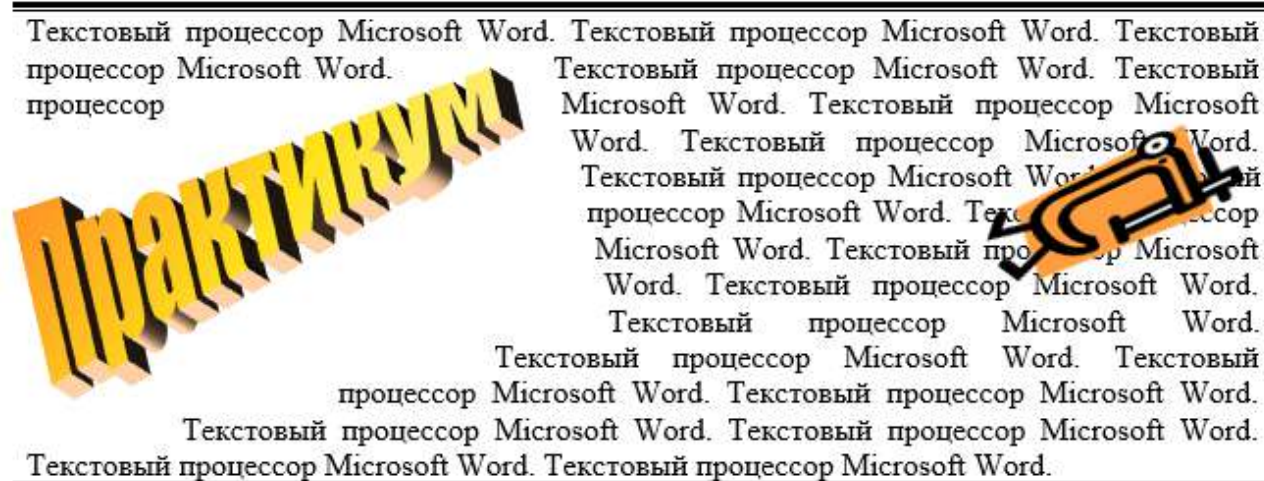 Текстовый процессор Microsoft Word. Текстовый процессор Microsoft Word. Текстовый
процессор Microsoft Word. Текстовый процессор Microsoft Word. Текстовый
процессор Microsoft Word. Текстовый процессор Microsoft
Word. Текстовый процессор Microsoft Word.
Текстовый процессор Microsoft
процессор Microsoft Word.
Microsoft Word. Текстовый Microsoft
Word. Текстовый процессор Microsoft Word.
Текстовый процессор Microsoft Word.
Текстовый процессор Microsoft Word. Текстовый
процессор Microsoft Word. Текстовый процессор Microsoft Word.
Текстовый процессор Microsoft Word. Текстовый процессор Microsoft Word.
Текстовый процессор Microsoft Word. Текстовый процессор Microsoft Word.
Практикум